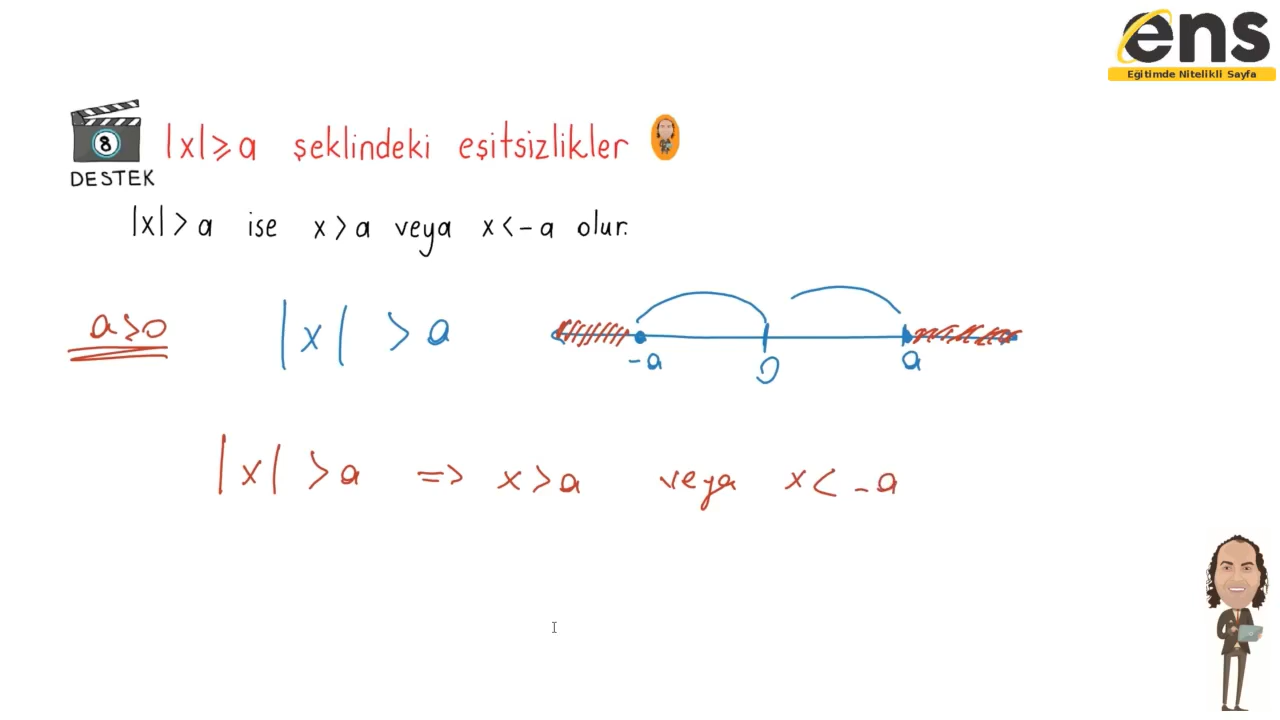 ens
Eğitimde Nitelikli Sayfa
8
DESTEK
|x|⩾a şeklindeki eşitsizlikler
|x|>a ise x>a veya x<-a olur.
a>0 |x| >a
-a 0 a
|x| >a => x>a veya x< -a